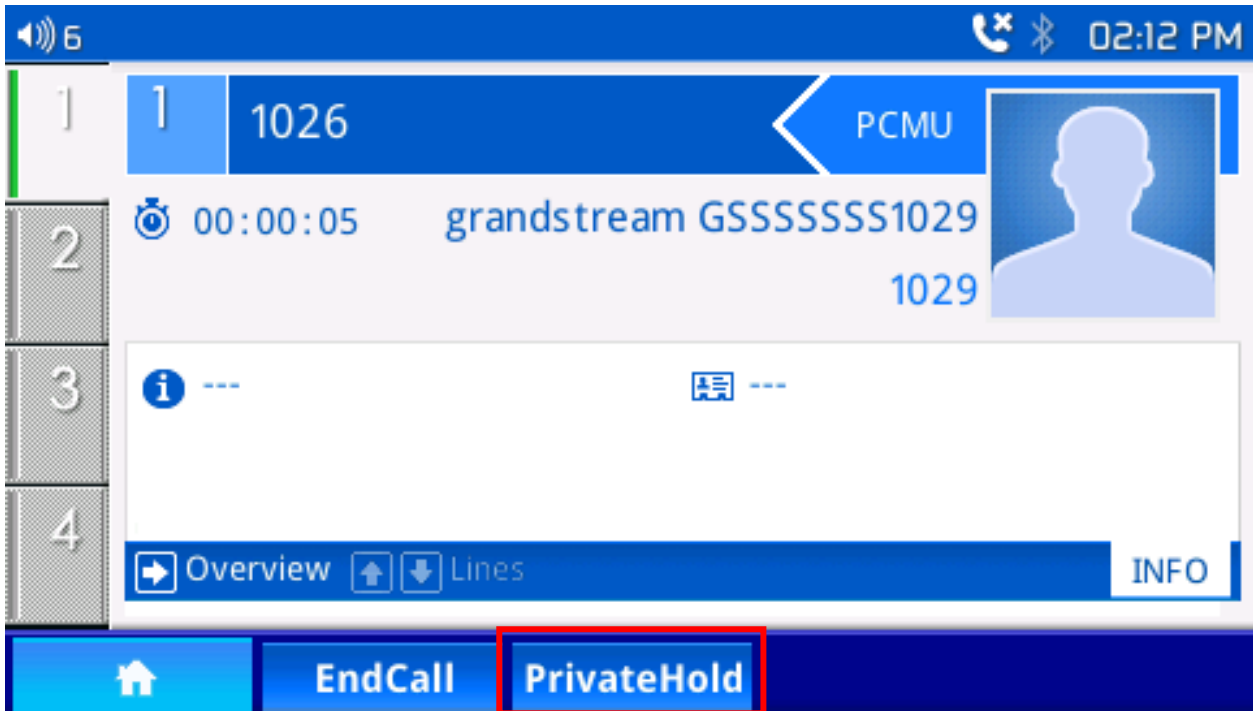 6 02:12 PM
1
2
3
4
1 1026 PCMU
00:00:05 grandstream GSSSSSSS1029
1029
--- ---
Overview Lines INFO
EndCall PrivateHold